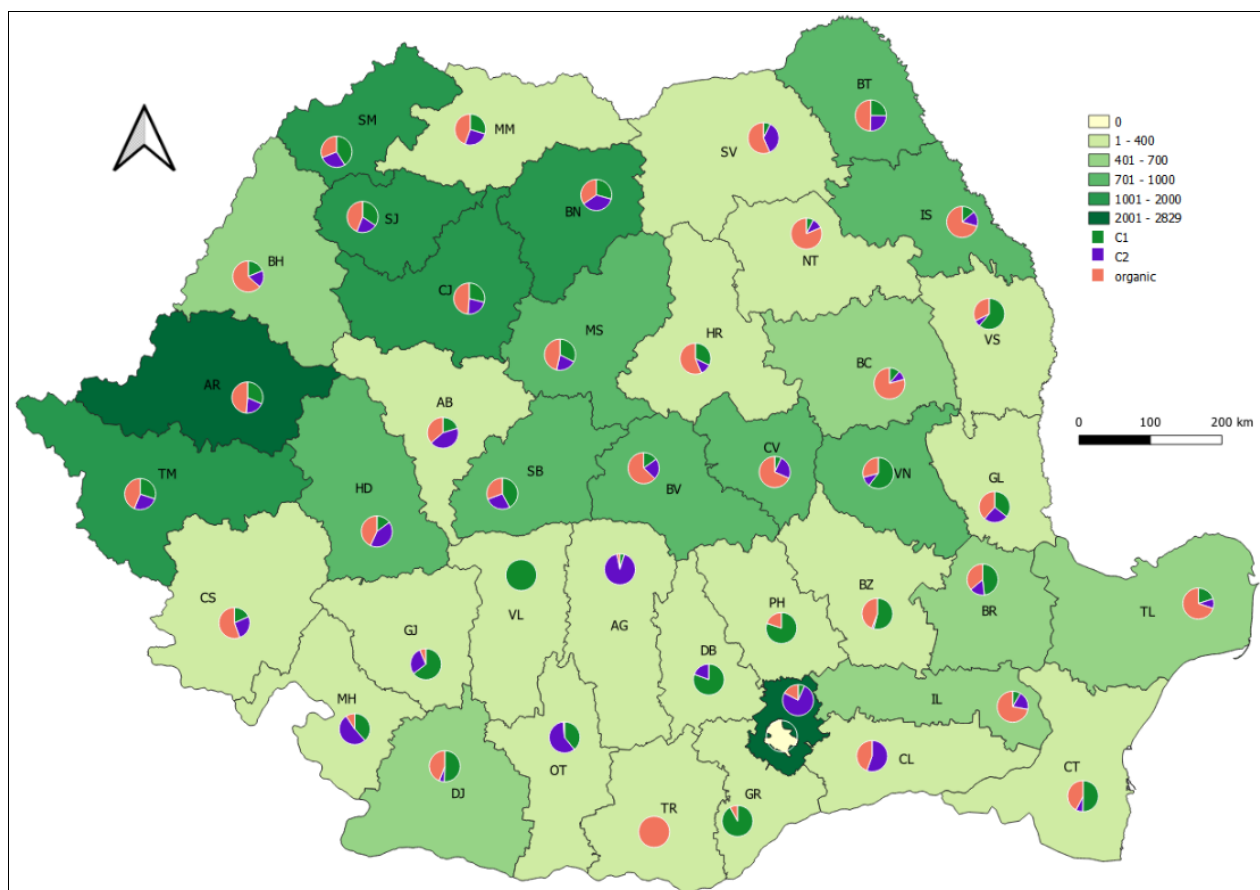 BT
SM
MM
SV
0
1 - 400
401 - 700
701 - 1000
1001 - 2000
2001 - 2829
C1
C2
organic
SJ
BN
IS
BH
NT
CJ
MS
HR
VS
BC
AR
AB
0 100 200 km
TM
HD
SB
BV
CV
VN
GL
CS
GJ
VL
AG
PH
BZ
BR
TL
DB
MH
IL
OT
CL
CT
DJ
TR
GR